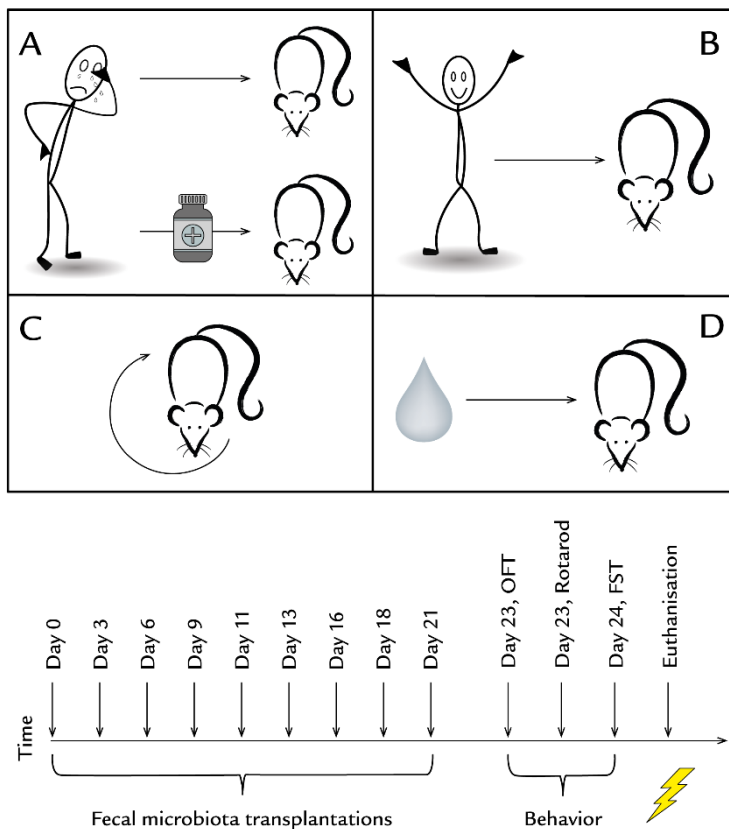 A
B
C
D
Day 0
Day 3
Day 6
Day 9
Day 11
Day 13
Day 16
Day 18
Day 21
Day 23, OFT
Day 23, Rotarod
Day 24, FST
Euthanisation
Time
Fecal microbiota transplantations
Behavior